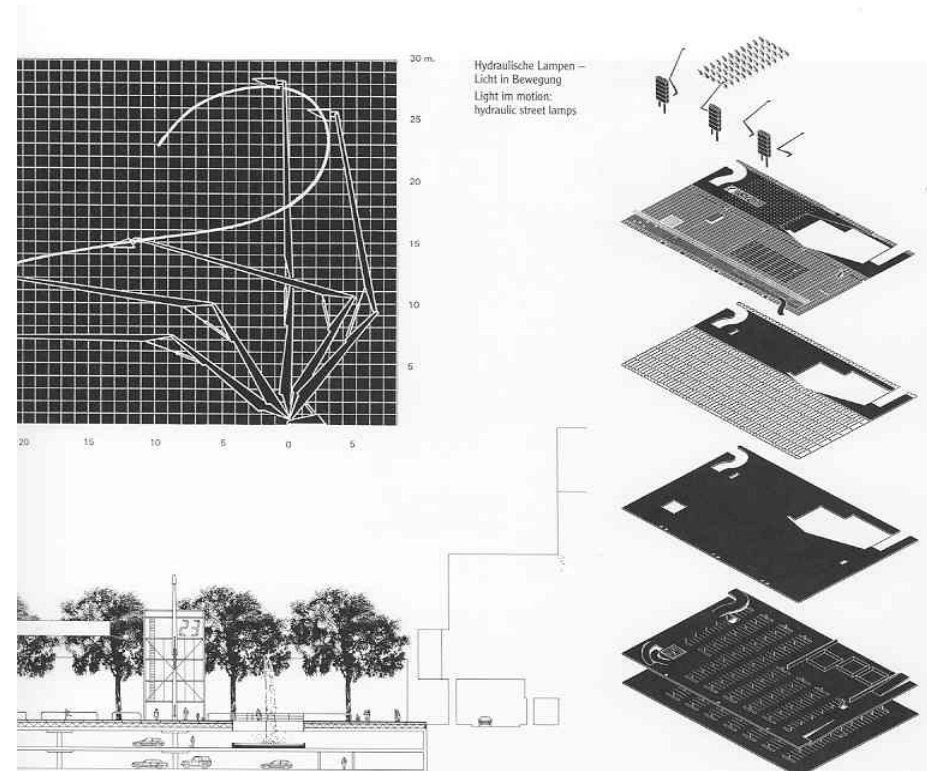 30 m.
25
20
15
10
5
20 15 10 5 0 5
Hydraulische Lampen –
Licht in Bewegung
Light im motion:
hydraulic street lamps
23